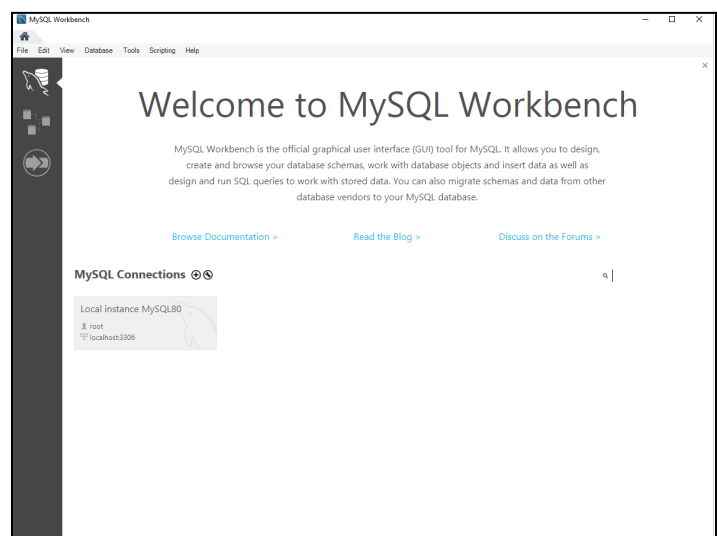 MySQL Workbench
File Edit View Database Tools Scripting Help
Welcome to MySQL Workbench
MySQL Workbench is the official graphical user interface (GUI) tool for MySQL. It allows you to design,
create and browse your database schemas, work with database objects and insert data as well as
design and run SQL queries to work with stored data. You can also migrate schemas and data from other
database vendors to your MySQL database.
Browse Documentation > Read the Blog > Discuss on the Forums >
MySQL Connections
Local instance MySQL80
root
localhost:3306